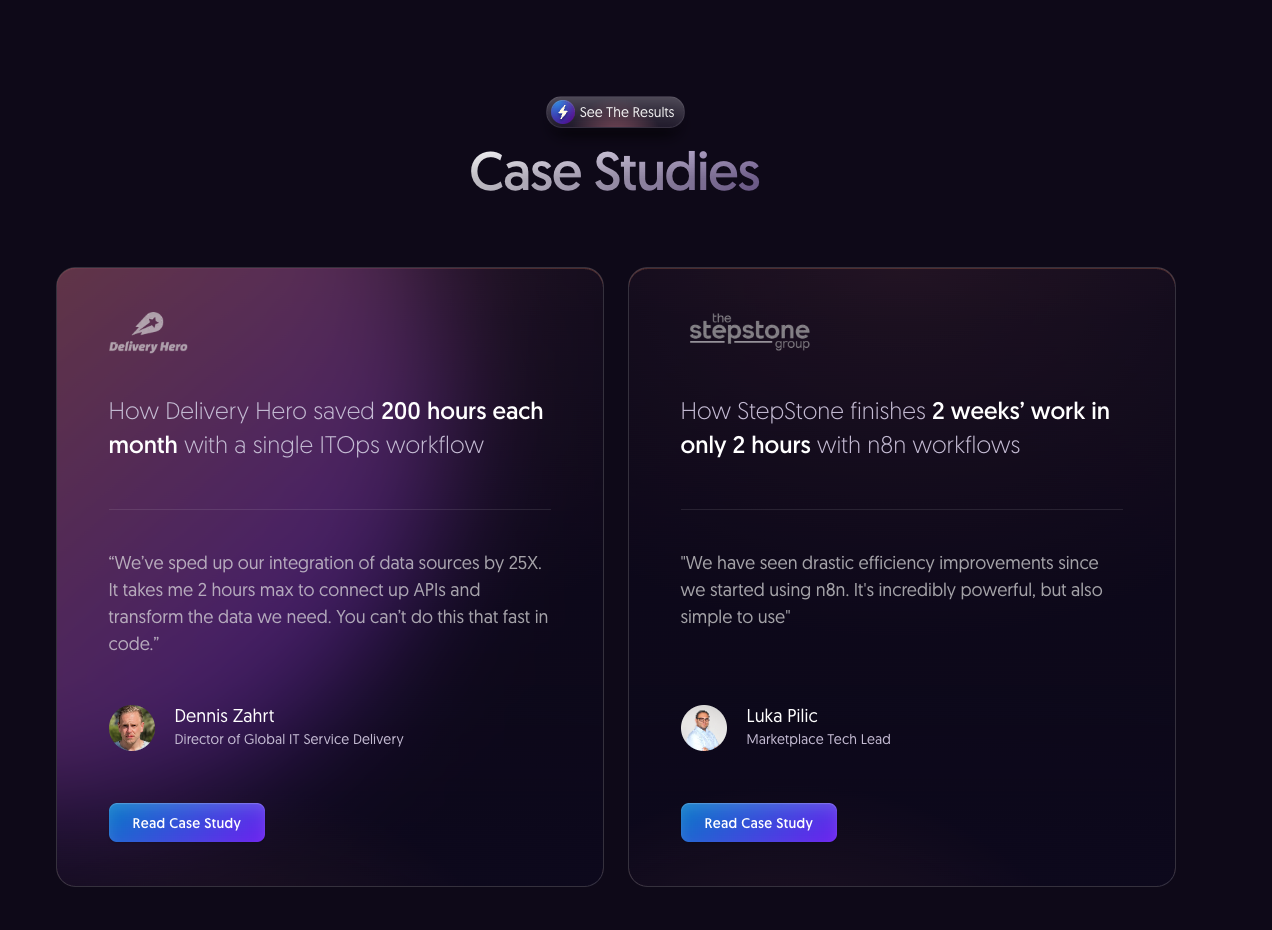 See The Results
Case Studies
Delivery Hero
How Delivery Hero saved 200 hours each
month with a single ITOps workflow
“We’ve sped up our integration of data sources by 25X.
It takes me 2 hours max to connect up APIs and
transform the data we need. You can’t do this that fast in
code.”
Dennis Zahrt
Director of Global IT Service Delivery
Read Case Study
the
stepstone
group
How StepStone finishes 2 weeks’ work in
only 2 hours with n8n workflows
"We have seen drastic efficiency improvements since
we started using n8n. It's incredibly powerful, but also
simple to use"
Luka Pilic
Marketplace Tech Lead
Read Case Study